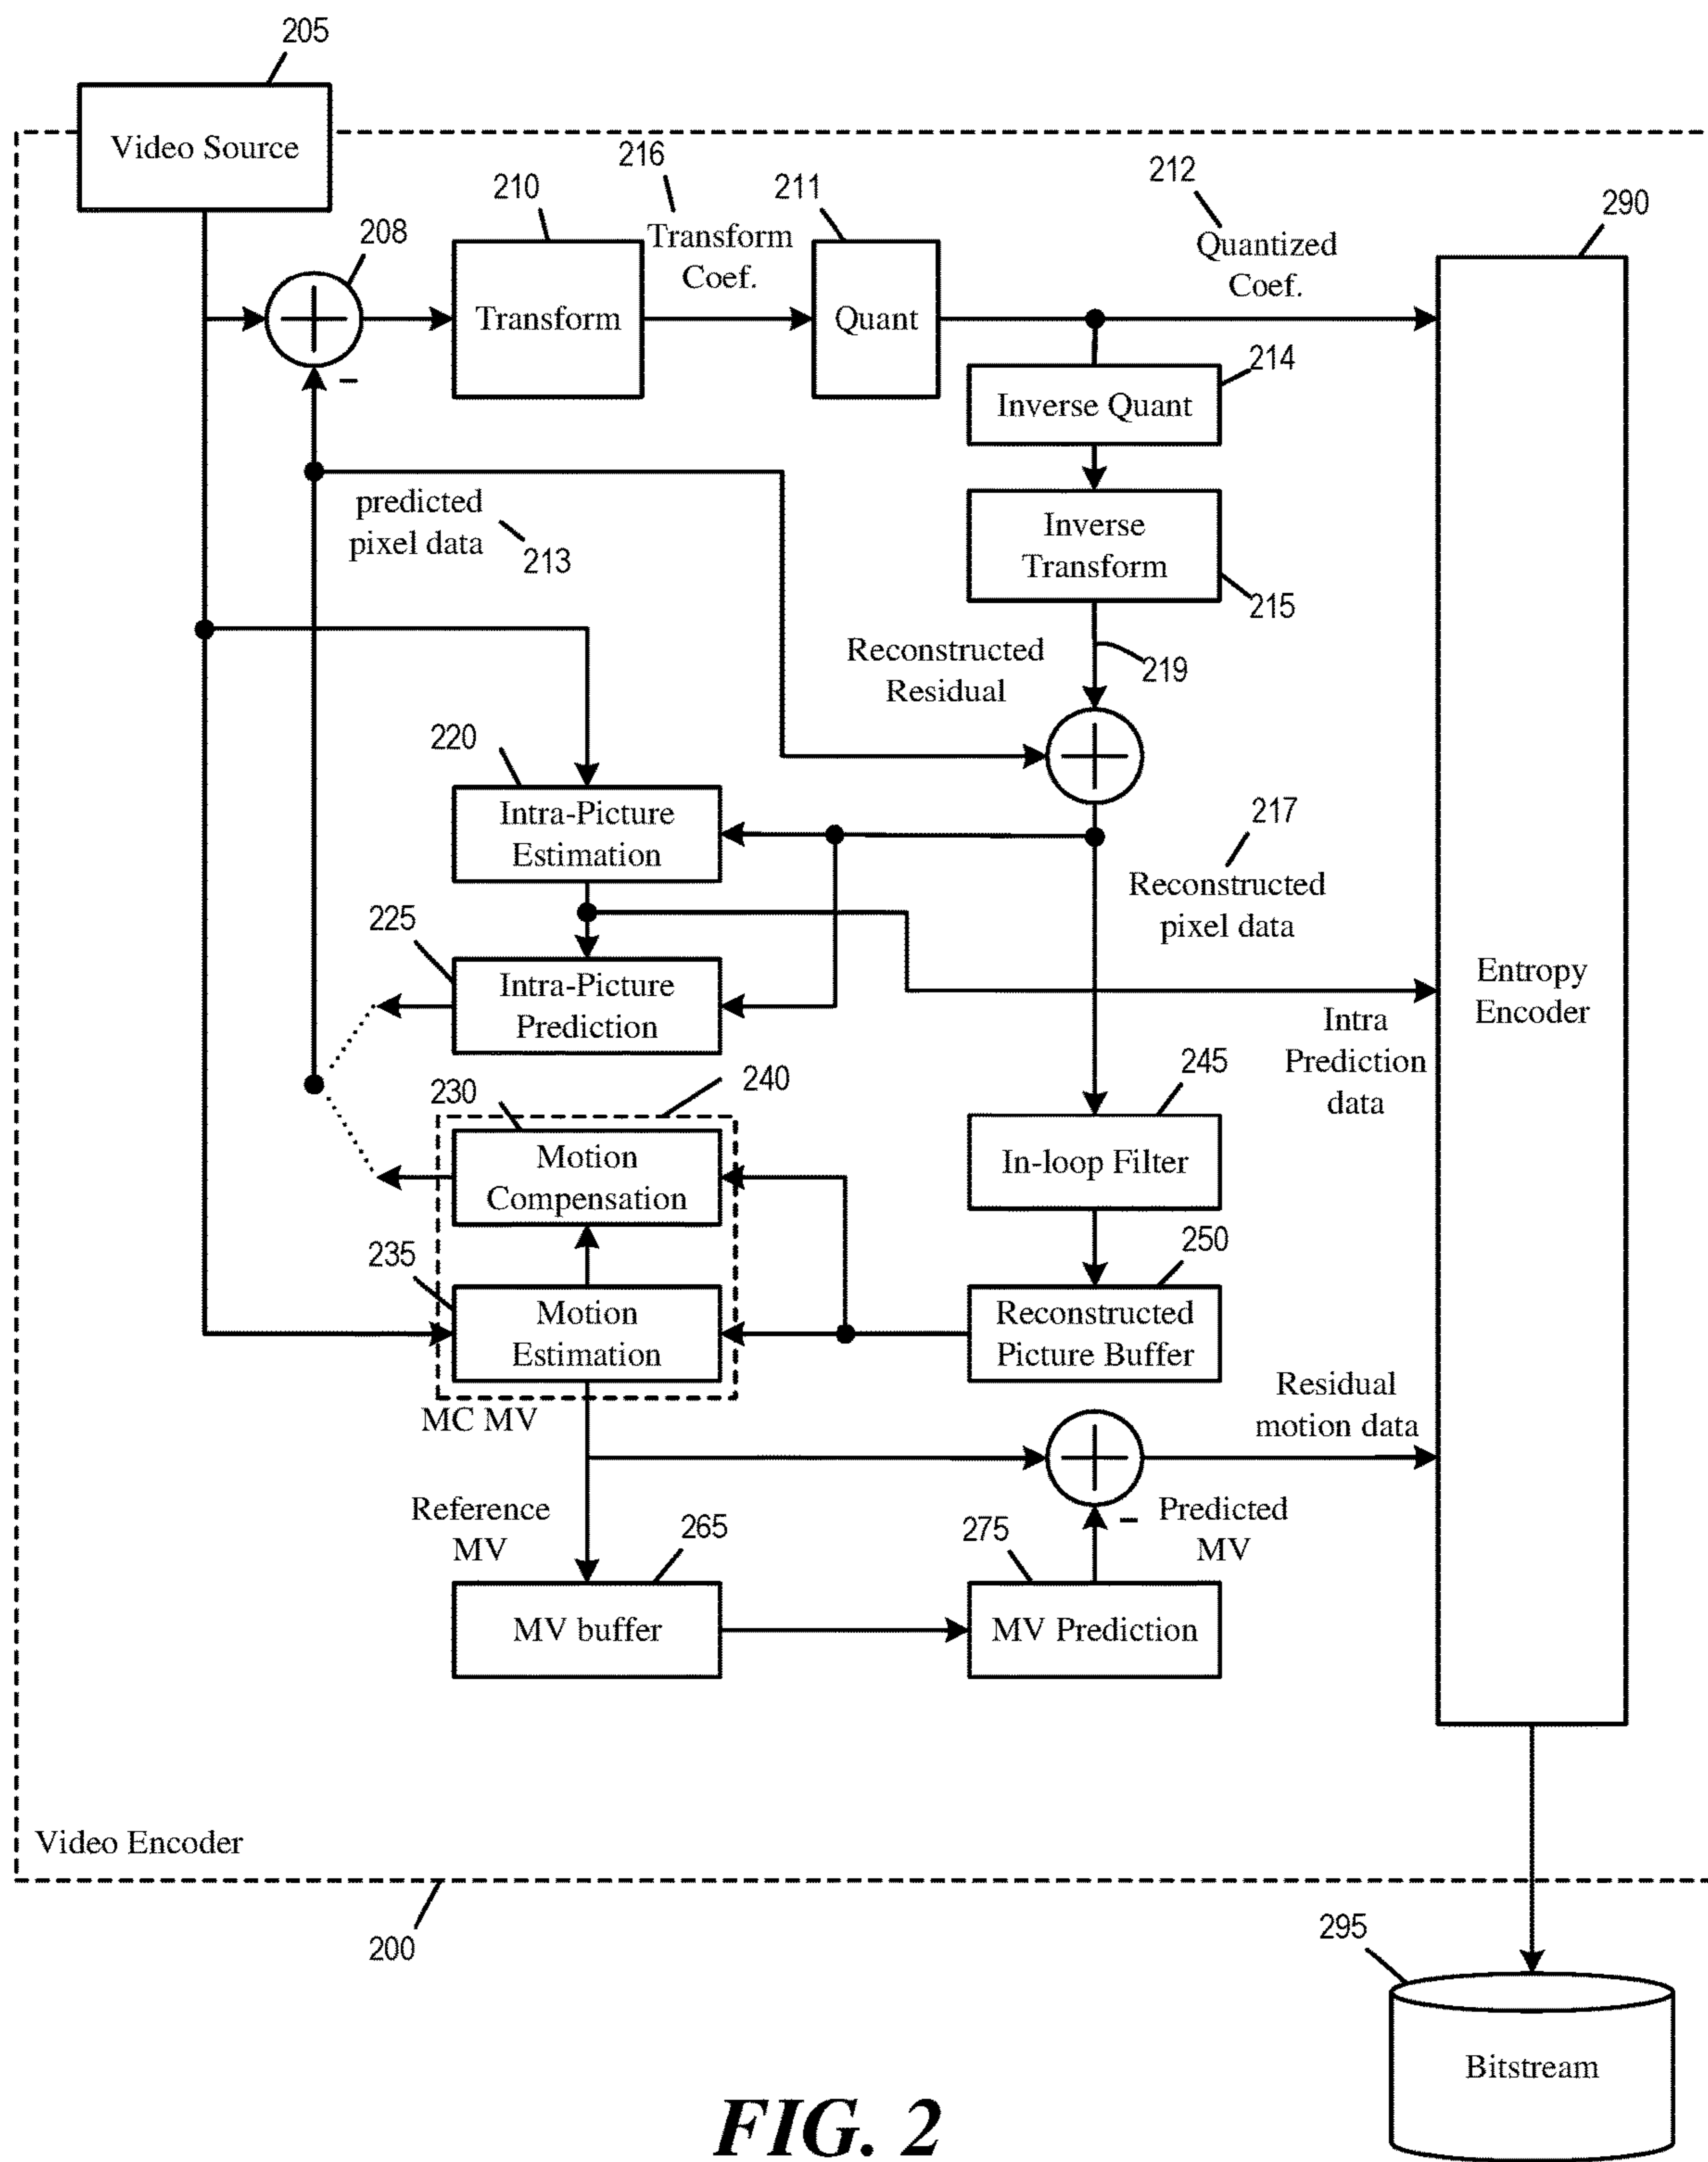 205
Video Source
216
212
210
211
290
208
Transform
Coef.
Quantized
Coef.
Transform
Quant
214
-
Inverse Quant
predicted
pixel data
213
Inverse
Transform
215
Reconstructed
Residual
219
220
Intra-Picture
Estimation
217
Reconstructed
pixel data
225
Intra-Picture
Prediction
Entropy
Encoder
Intra
Prediction
data
230
240
245
Motion
Compensation
In-loop Filter
235
250
Motion
Estimation
Reconstructed
Picture Buffer
MC MV
Residual
motion data
Reference
MV
265
275
-
Predicted
MV
MV buffer
MV Prediction
Video Encoder
200
295
Bitstream
FIG. 2